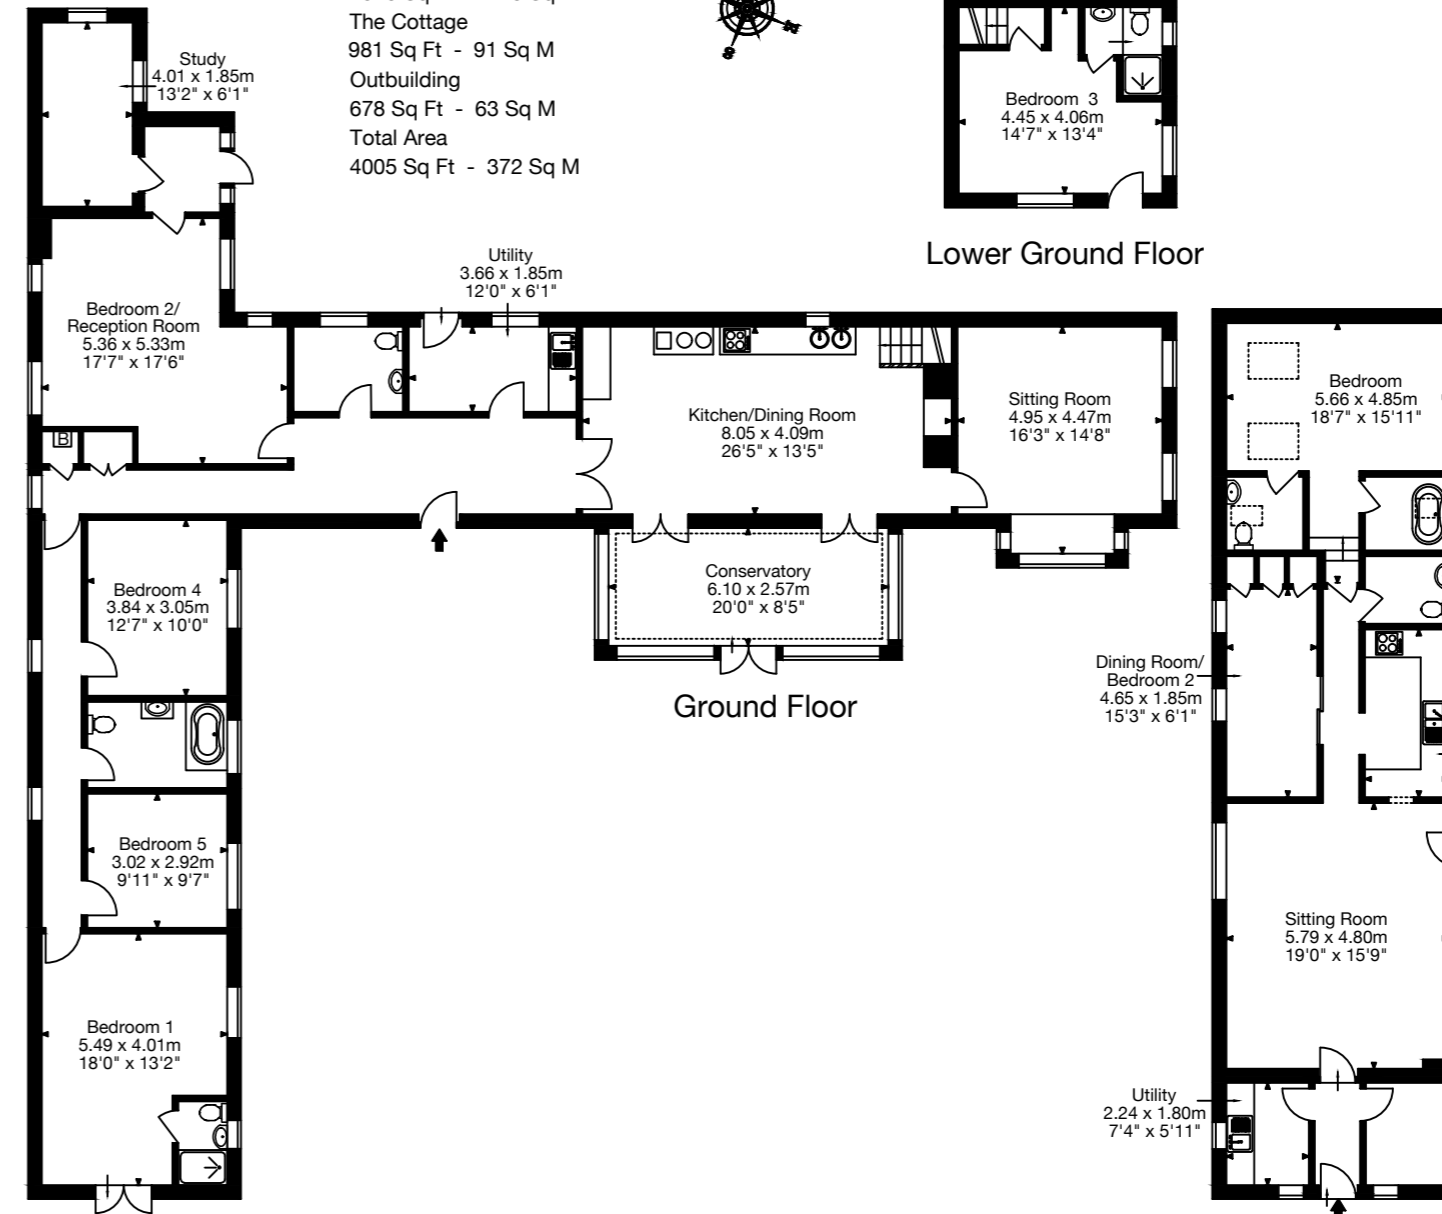 The Cottage
981 Sq Ft - 91 Sq M
Outbuilding
678 Sq Ft - 63 Sq M
Total Area
4005 Sq Ft - 372 Sq M
S
Study
4.01 x 1.85m
13'2" x 6'1"
Bedroom 3
4.45 x 4.06m
14'7" x 13'4"
Lower Ground Floor
Utility
3.66 x 1.85m
12'0" x 6'1"
Bedroom 2/
Reception Room
5.36 x 5.33m
17'7" x 17'6"
B
Kitchen/Dining Room
8.05 x 4.09m
26'5" x 13'5"
Sitting Room
4.95 x 4.47m
16'3" x 14'8"
Bedroom
5.66 x 4.85m
18'7" x 15'11"
Conservatory
6.10 x 2.57m
20'0" x 8'5"
Bedroom 4
3.84 x 3.05m
12'7" x 10'0"
Ground Floor
Dining Room/
Bedroom 2
4.65 x 1.85m
15'3" x 6'1"
Bedroom 5
3.02 x 2.92m
9'11" x 9'7"
Sitting Room
5.79 x 4.80m
19'0" x 15'9"
Bedroom 1
5.49 x 4.01m
18'0" x 13'2"
Utility
2.24 x 1.80m
7'4" x 5'11"